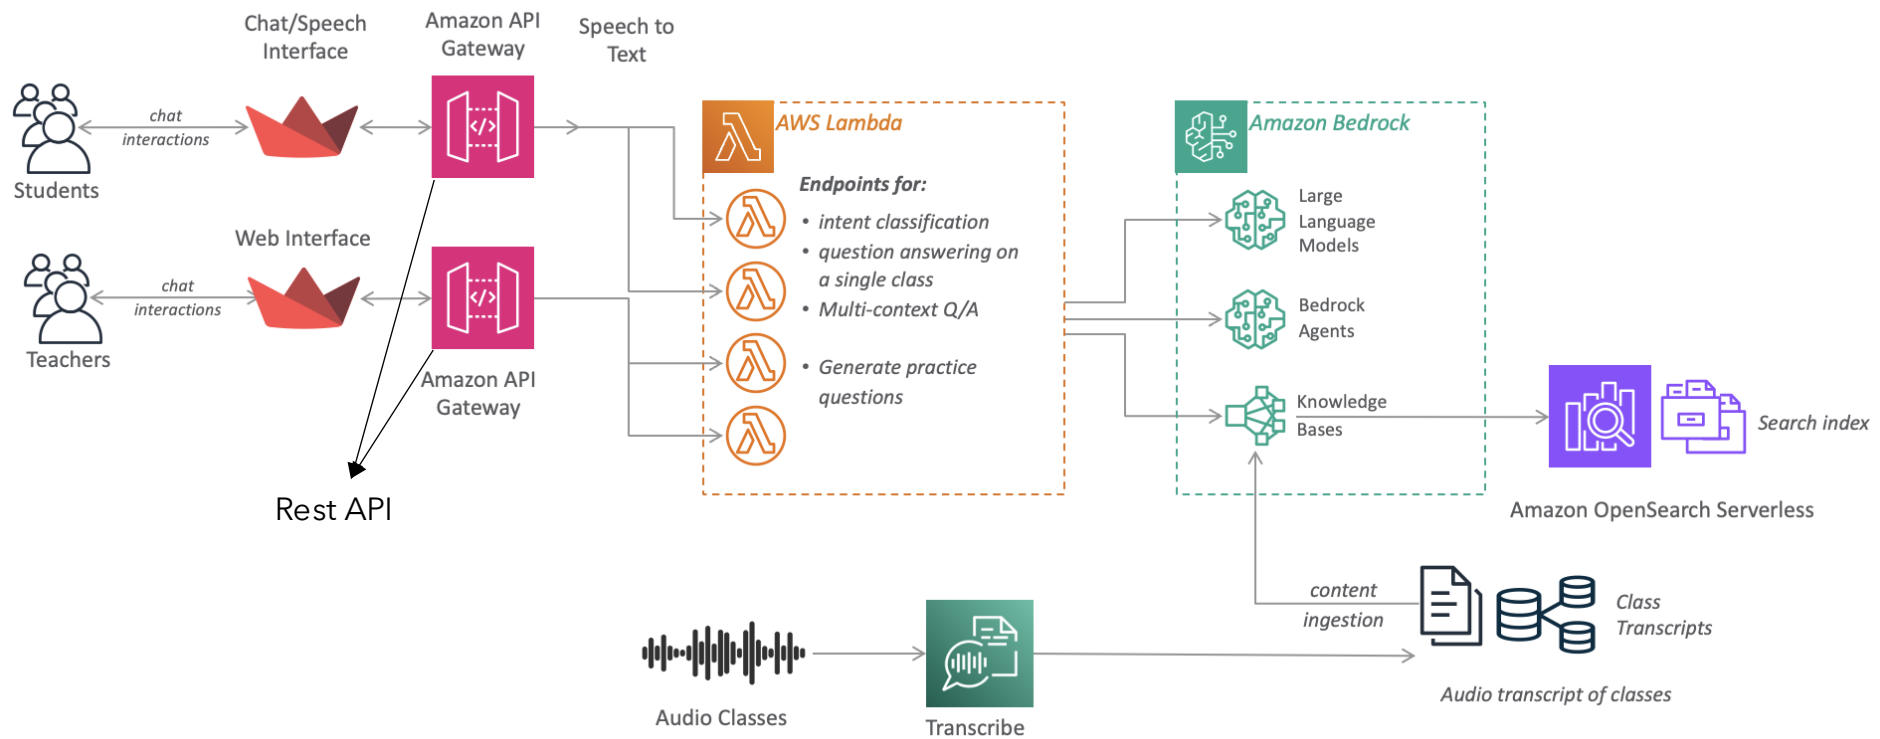 Chat/Speech
Interface
Amazon API
Gateway
Speech to
Text
chat
interactions
Students
AWS Lambda
Endpoints for:
• intent classification
• question answering on
a single class
• Multi-context Q/A
• Generate practice
questions
Amazon Bedrock
Large
Language
Models
Bedrock
Agents
Knowledge
Bases
Web Interface
chat
interactions
Teachers
Amazon API
Gateway
Rest API
Search index
Amazon OpenSearch Serverless
content
ingestion
Class
Transcripts
Audio transcript of classes
Audio Classes
Transcribe